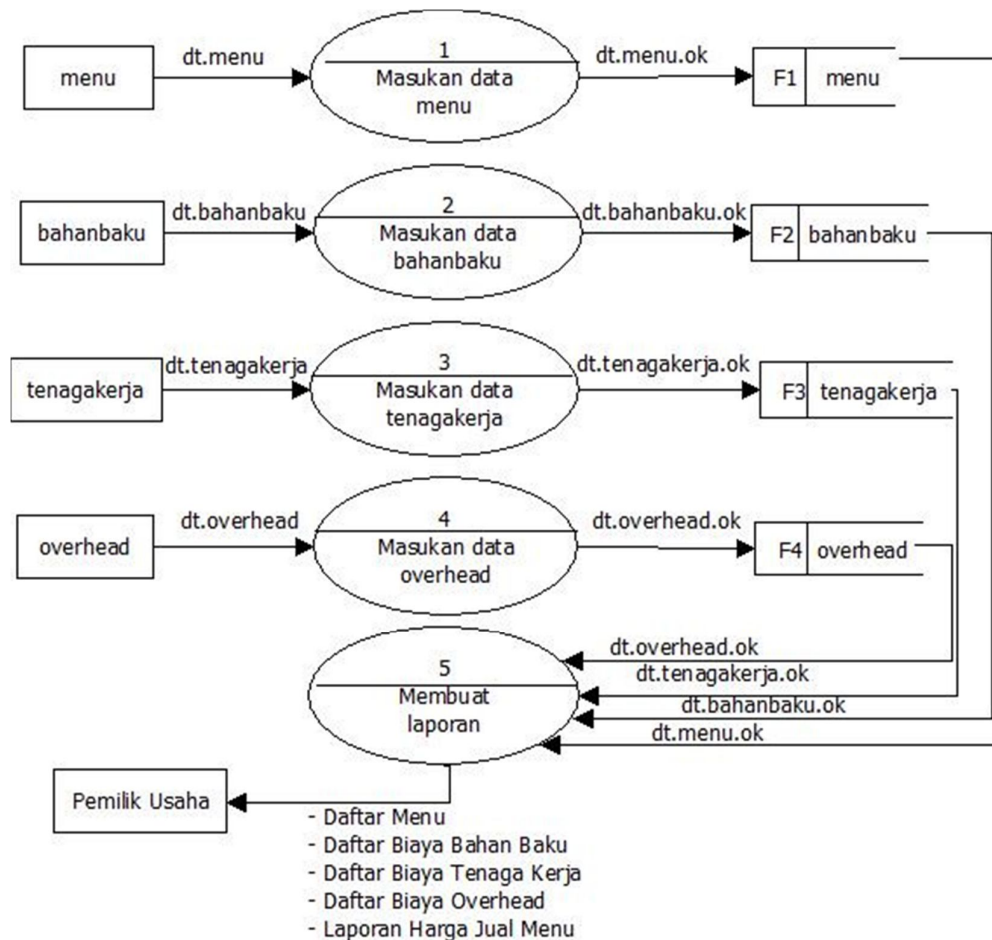 menu
dt.menu
1
Masukan data
menu
dt.menu.ok
F1
menu
bahanbaku
dt.bahanbaku
2
Masukan data
bahanbaku
dt.bahanbaku.ok
F2
bahanbaku
tenagakerja
dt.tenagakerja
3
Masukan data
tenagakerja
dt.tenagakerja.ok
F3
tenagakerja
overhead
dt.overhead
4
Masukan data
overhead
dt.overhead.ok
F4
overhead
5
Membuat
laporan
dt.overhead.ok
dt.tenagakerja.ok
dt.bahanbaku.ok
dt.menu.ok
Pemilik Usaha
- Daftar Menu
- Daftar Biaya Bahan Baku
- Daftar Biaya Tenaga Kerja
- Daftar Biaya Overhead
- Laporan Harga Jual Menu